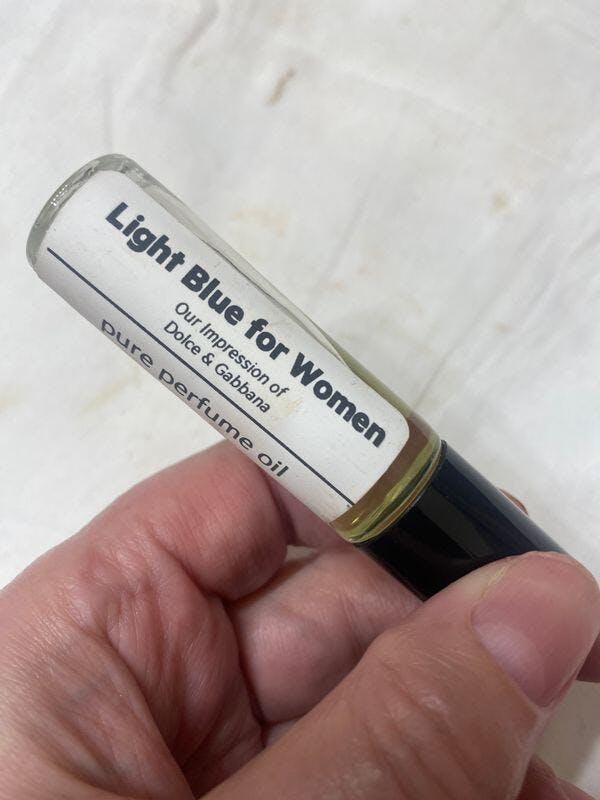 Light Blue for Women
Our Impression of
Dolce & Gabbana
pure perfume oil